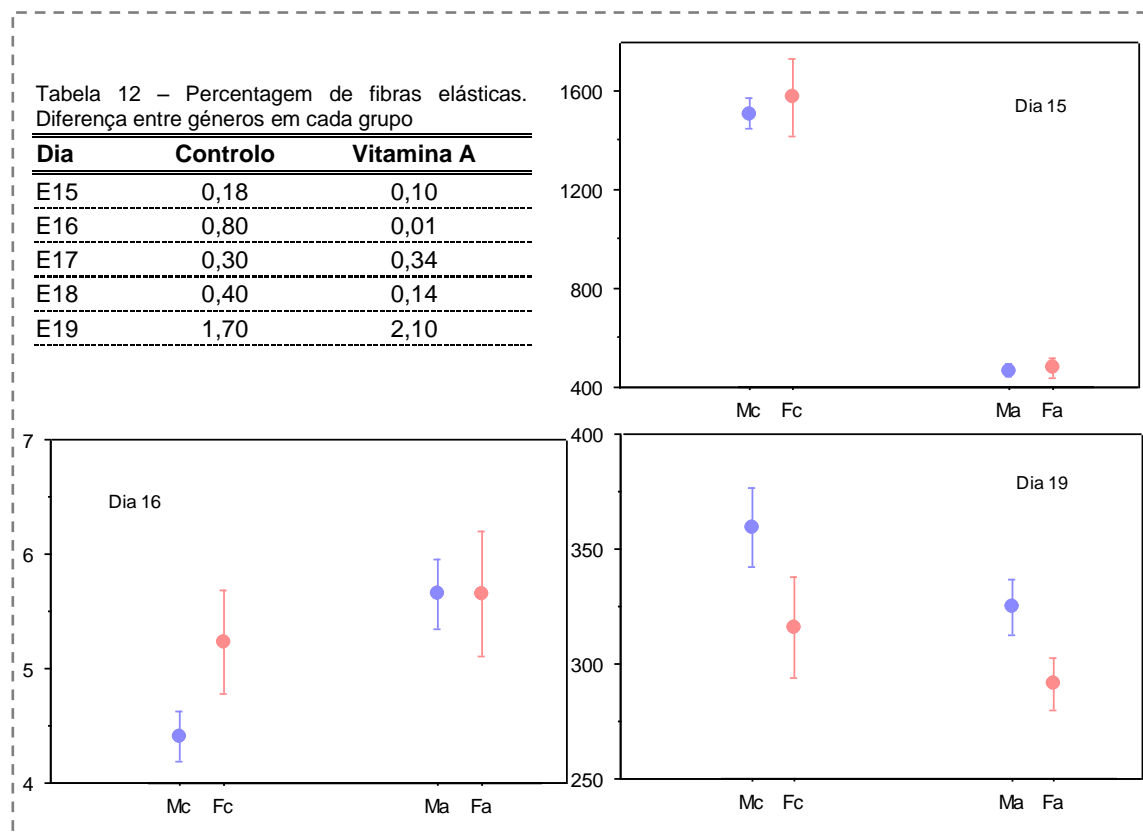 Tabela 12 – Percentagem de fibras elásticas.
Diferença entre géneros em cada grupo
Dia Controlo Vitamina A
E15 0,18 0,10
E16 0,80 0,01
E17 0,30 0,34
E18 0,40 0,14
E19 1,70 2,10
1600
Dia 15
1200
800
400
Mc Fc Ma Fa
7
Dia 16
6
5
4
Mc Fc Ma Fa
400
Dia 19
350
300
250
Mc Fc Ma Fa